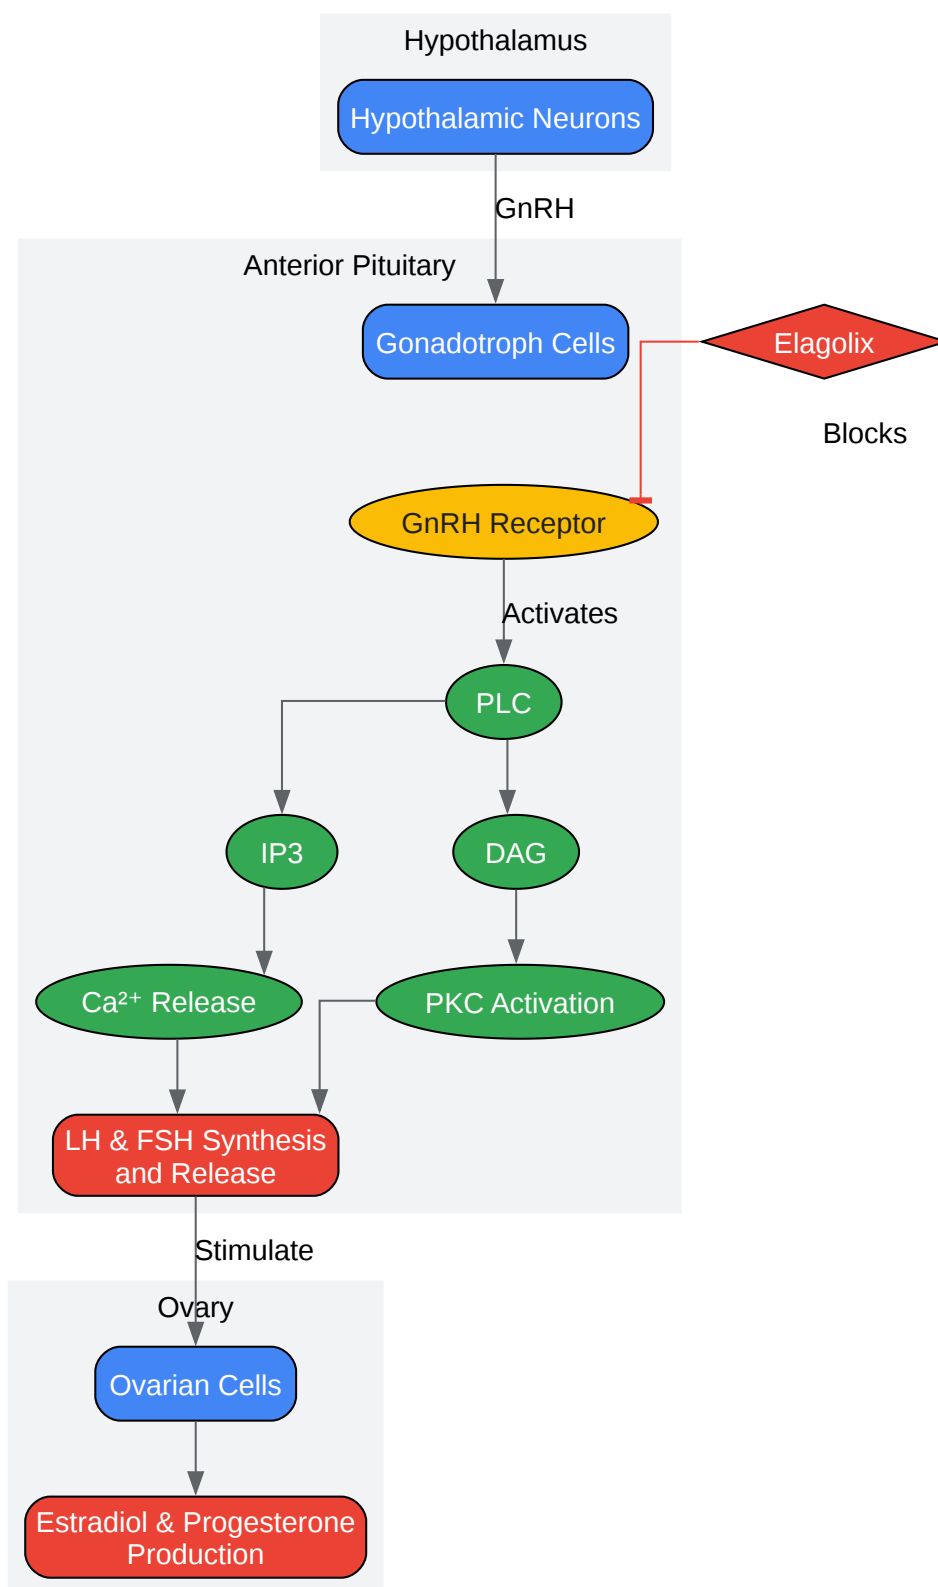 Hypothalamus
Hypothalamic Neurons
GnRH
Anterior Pituitary
Gonadotroph Cells
Elagolix
Blocks
GnRH Receptor
Activates
PLC
IP3
DAG
Ca²⁺ Release
PKC Activation
LH & FSH Synthesis
and Release
Stimulate
Ovary
Ovarian Cells
Estradiol & Progesterone
Production